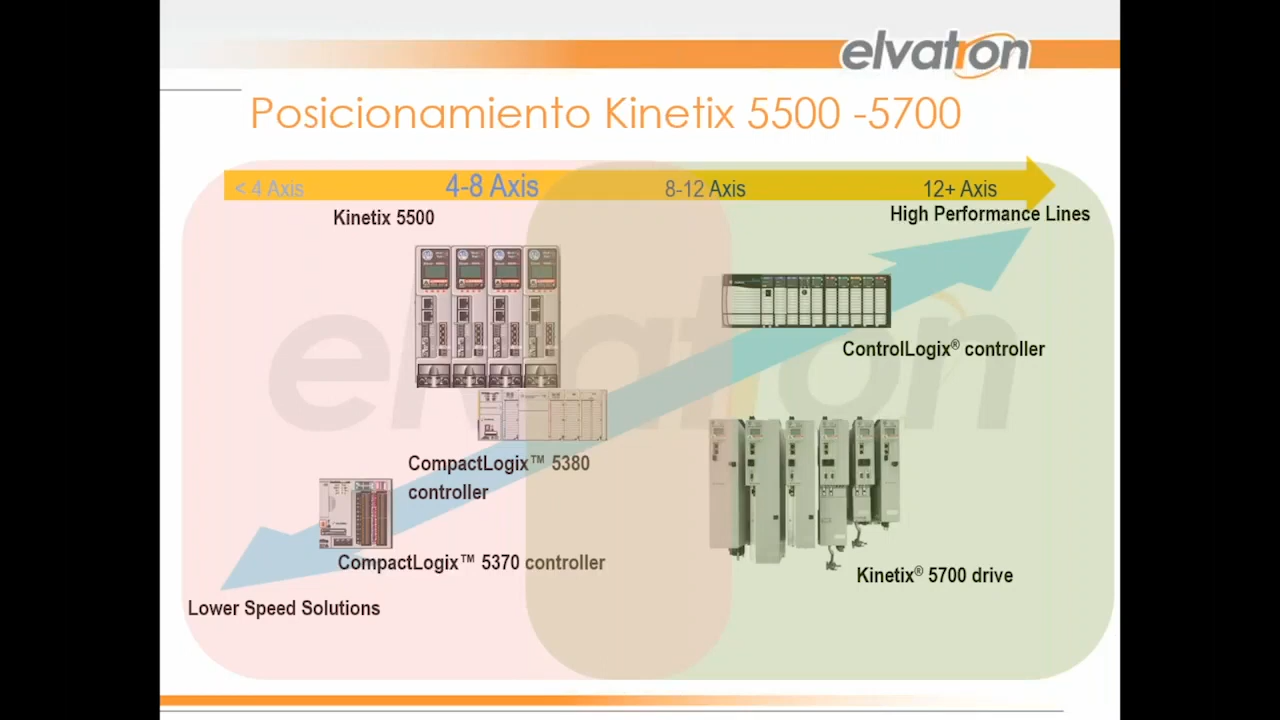 elvatron
Posicionamiento Kinetix 5500 -5700
< 4 Axis
4-8 Axis
8-12 Axis
12+ Axis
Kinetix 5500
High Performance Lines
elvatron
ControlLogix® controller
CompactLogix™ 5380
controller
CompactLogix™ 5370 controller
Kinetix® 5700 drive
Lower Speed Solutions